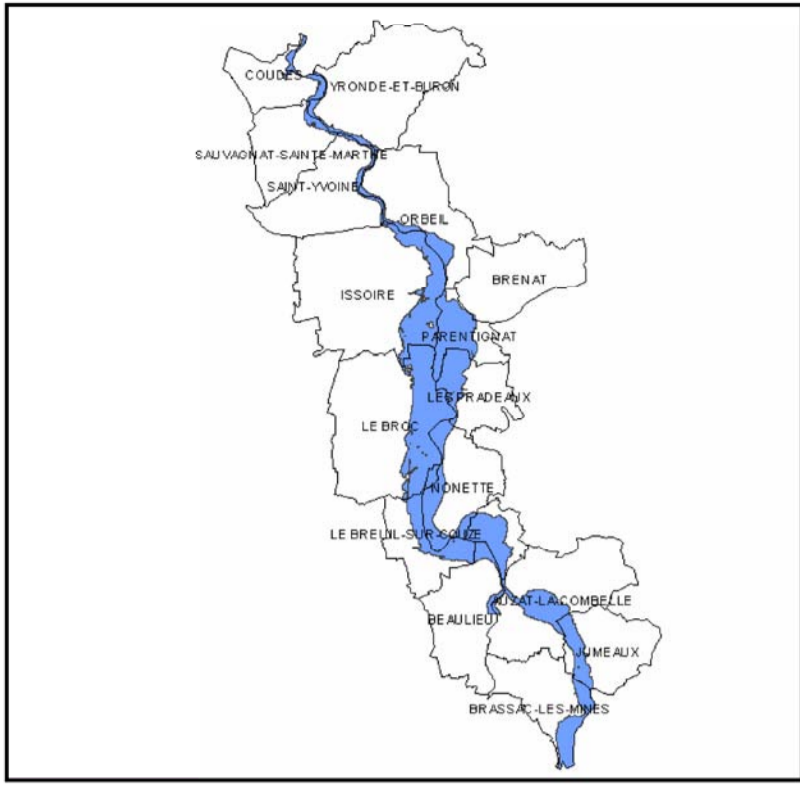 COUDES
YRONDE-ET-BURON
SAUVAGNAT-SAINTE-MARTHE
SAINT-YVOINE
ORBEIL
BRENAT
ISSOIRE
PARENTIGNAT
LES PRADEAUX
LE BROC
NONETTE
LE BREUIL-SUR-COUZE
AUZAT-LA-COMBELLE
BEAULIEU
JUMEAUX
BRASSAC-LES-MINES